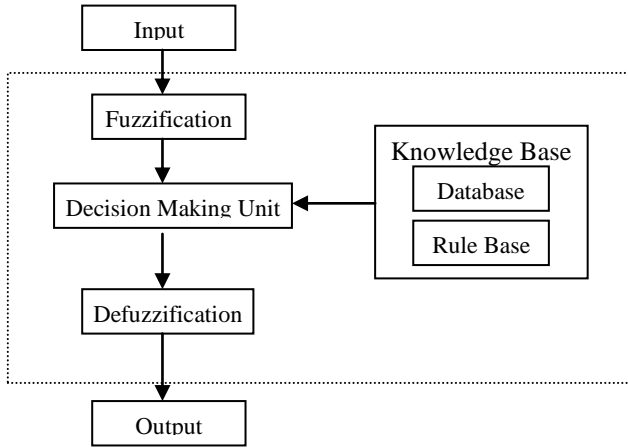 Input
Fuzzification
Knowledge Base
Database
Decision Making Unit
Rule Base
Defuzzification
Output